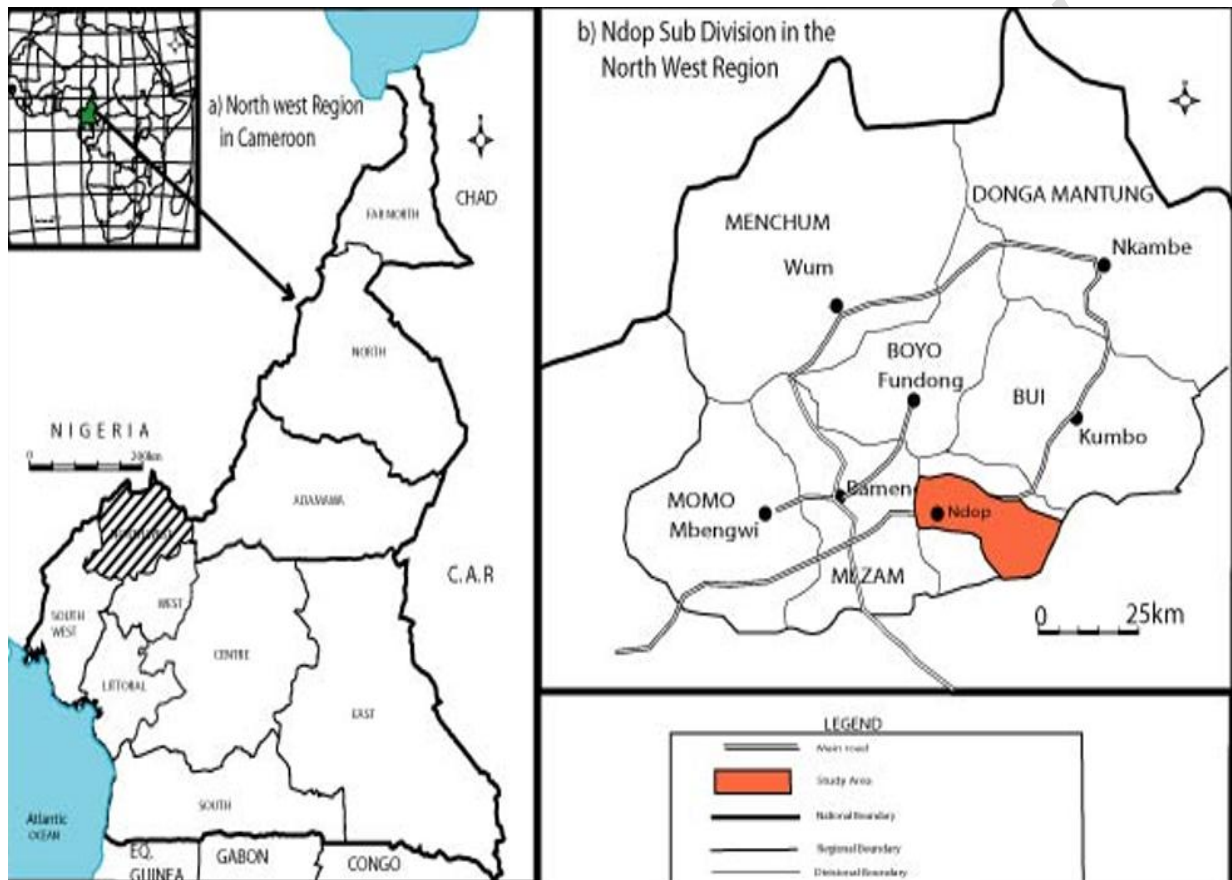 a) North west Region
in Cameroon
CHAD
FAR NORTH
NORTH
NIGERIA
0 200km
ADAMAWA
C.A.R
WEST
SOUTH
WEST
CENTRE
LITTORAL
EAST
SOUTH
Atlantic
OCEAN
EQ.
GUINEA
GABON
CONGO
b) Ndop Sub Division in the
North West Region
DONGA MANTUNG
MENCHUM
Nkambe
Wum
BOYO
Fundong
BUI
Kumbo
Bamen
MOMO
Mbengwi
Ndop
MEZAM
0 25km
LEGEND
Main road
Study Area
National Boundary
Regional Boundary
Divisional Boundary